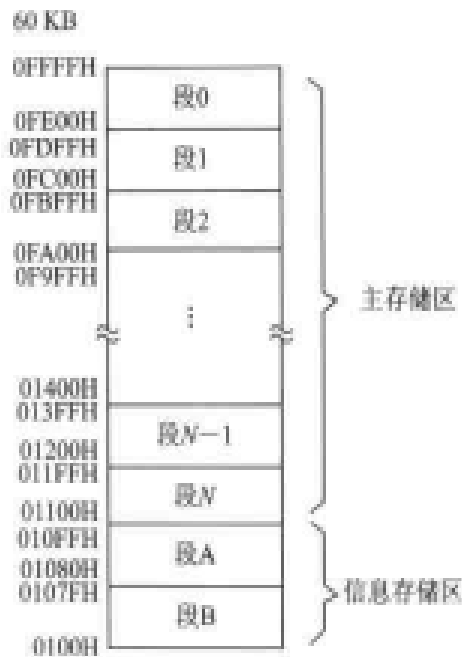 60 KB
0FFFFH
段0
0FE00H
0FDFFH
段1
0FC00H
0FBFFH
段2
0FA00H
0F9FFH
⋮
主存储区
01400H
013FFH
段N-1
01200H
011FFH
段N
01100H
010FFH
段A
01080H
0107FH
信息存储区
段B
0100H